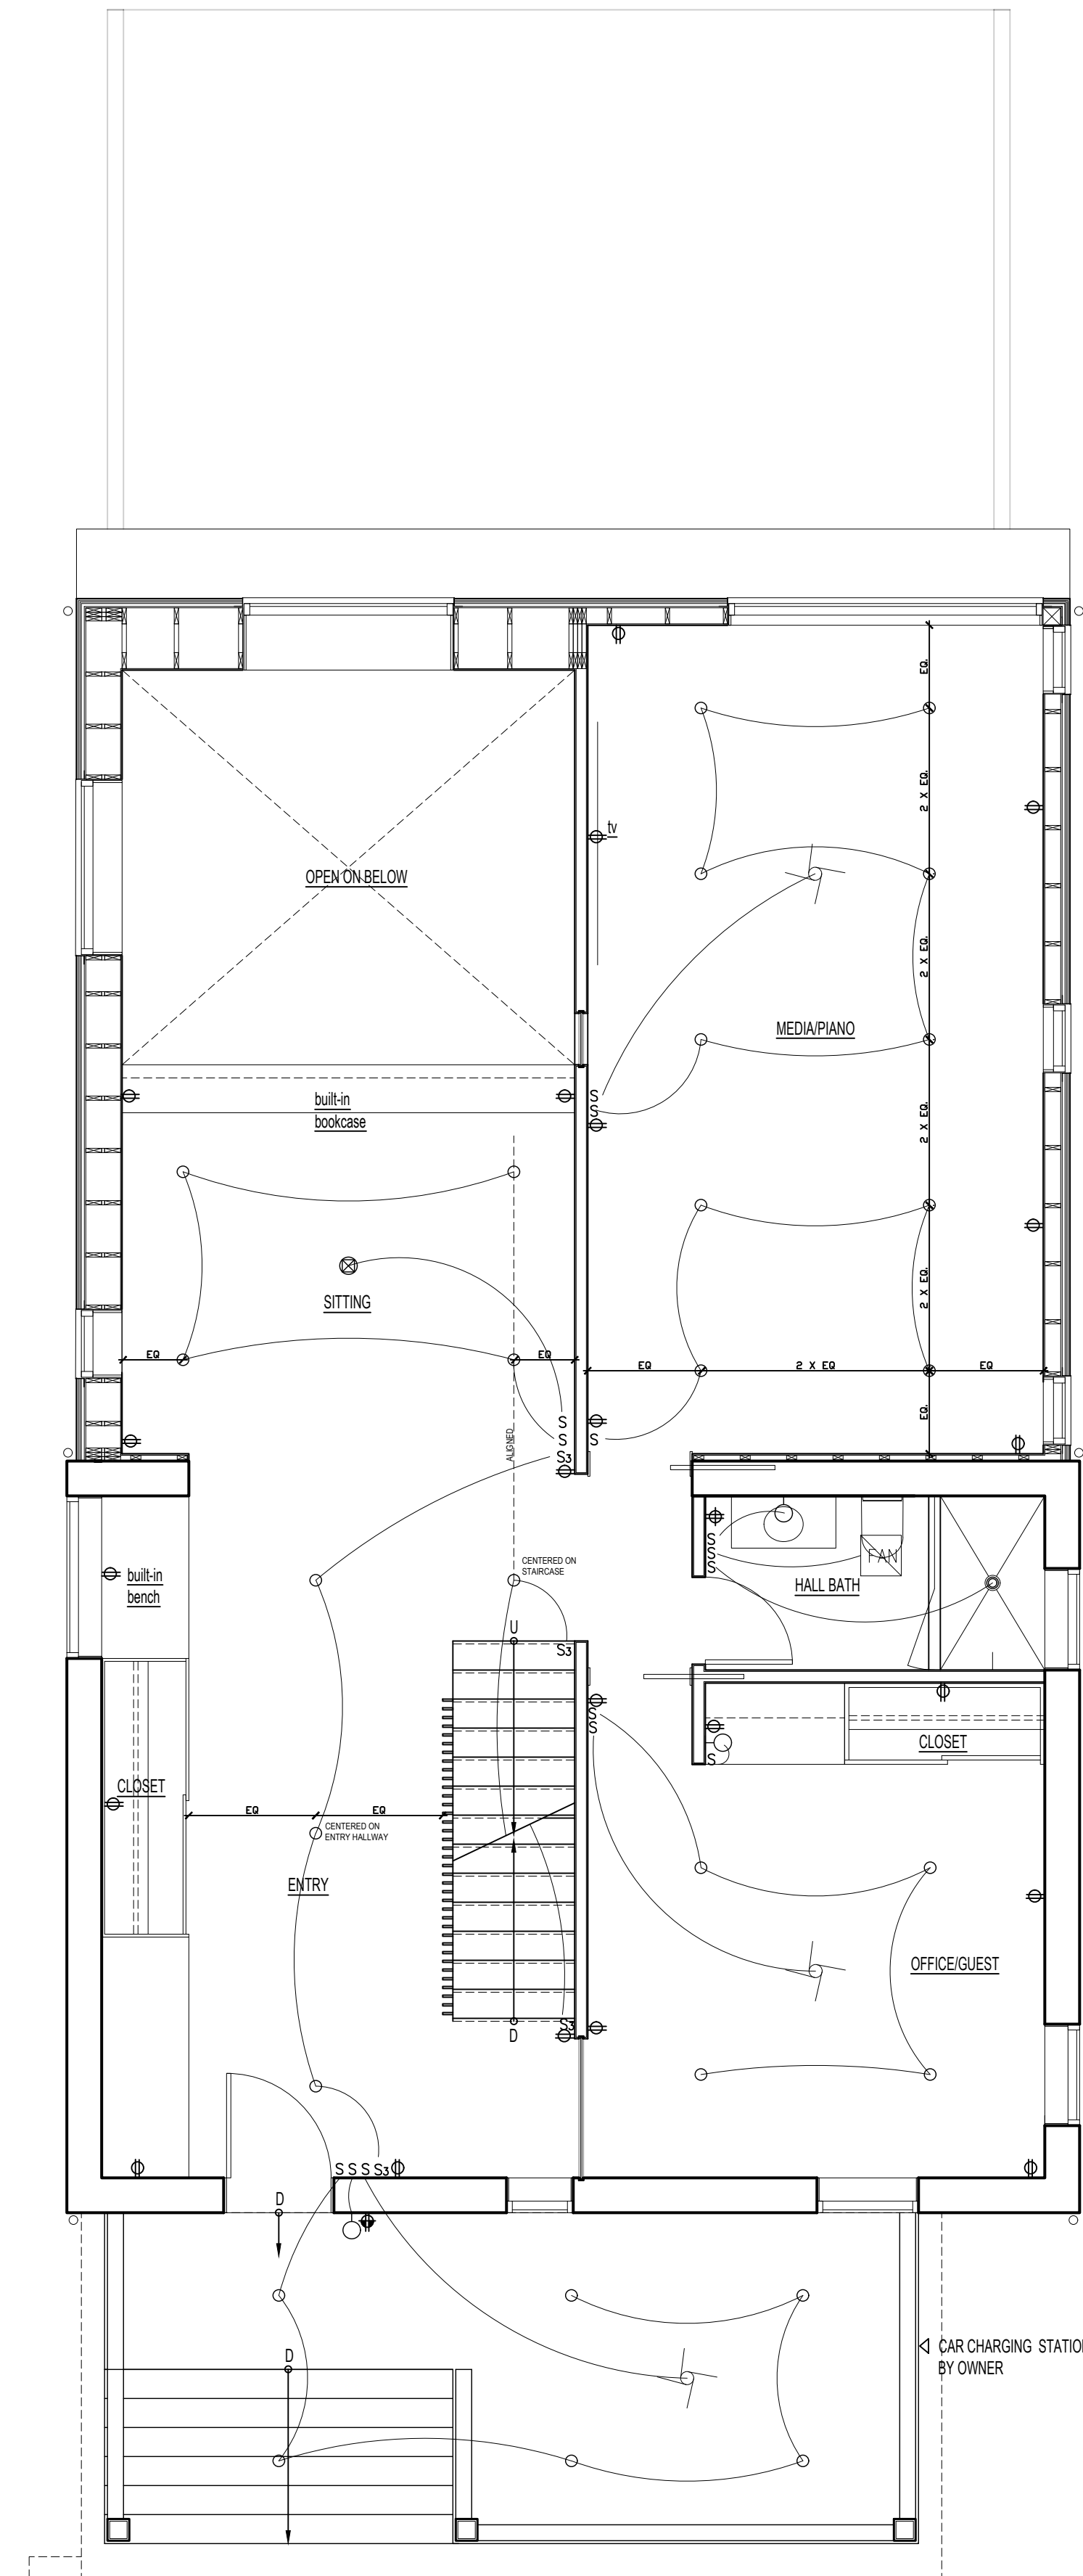 EQ.
2 X EQ.
tv
OPEN ON BELOW
2 X EQ.
MEDIA/PIANO
S
S
built-in
bookcase
2 X EQ.
SITTING
2 X EQ.
EQ
EQ
EQ
2 X EQ
EQ
EQ.
S
S
S
S3
ALIGNED
S
S
S
FAN
HALL BATH
CENTERED ON
STAIRCASE
built-in
bench
U
S3
S
S
CLOSET
S
CLOSET
EQ
EQ
CENTERED ON
ENTRY HALLWAY
ENTRY
OFFICE/GUEST
S3
D
S S S S3
D
D
CAR CHARGING STATION
BY OWNER